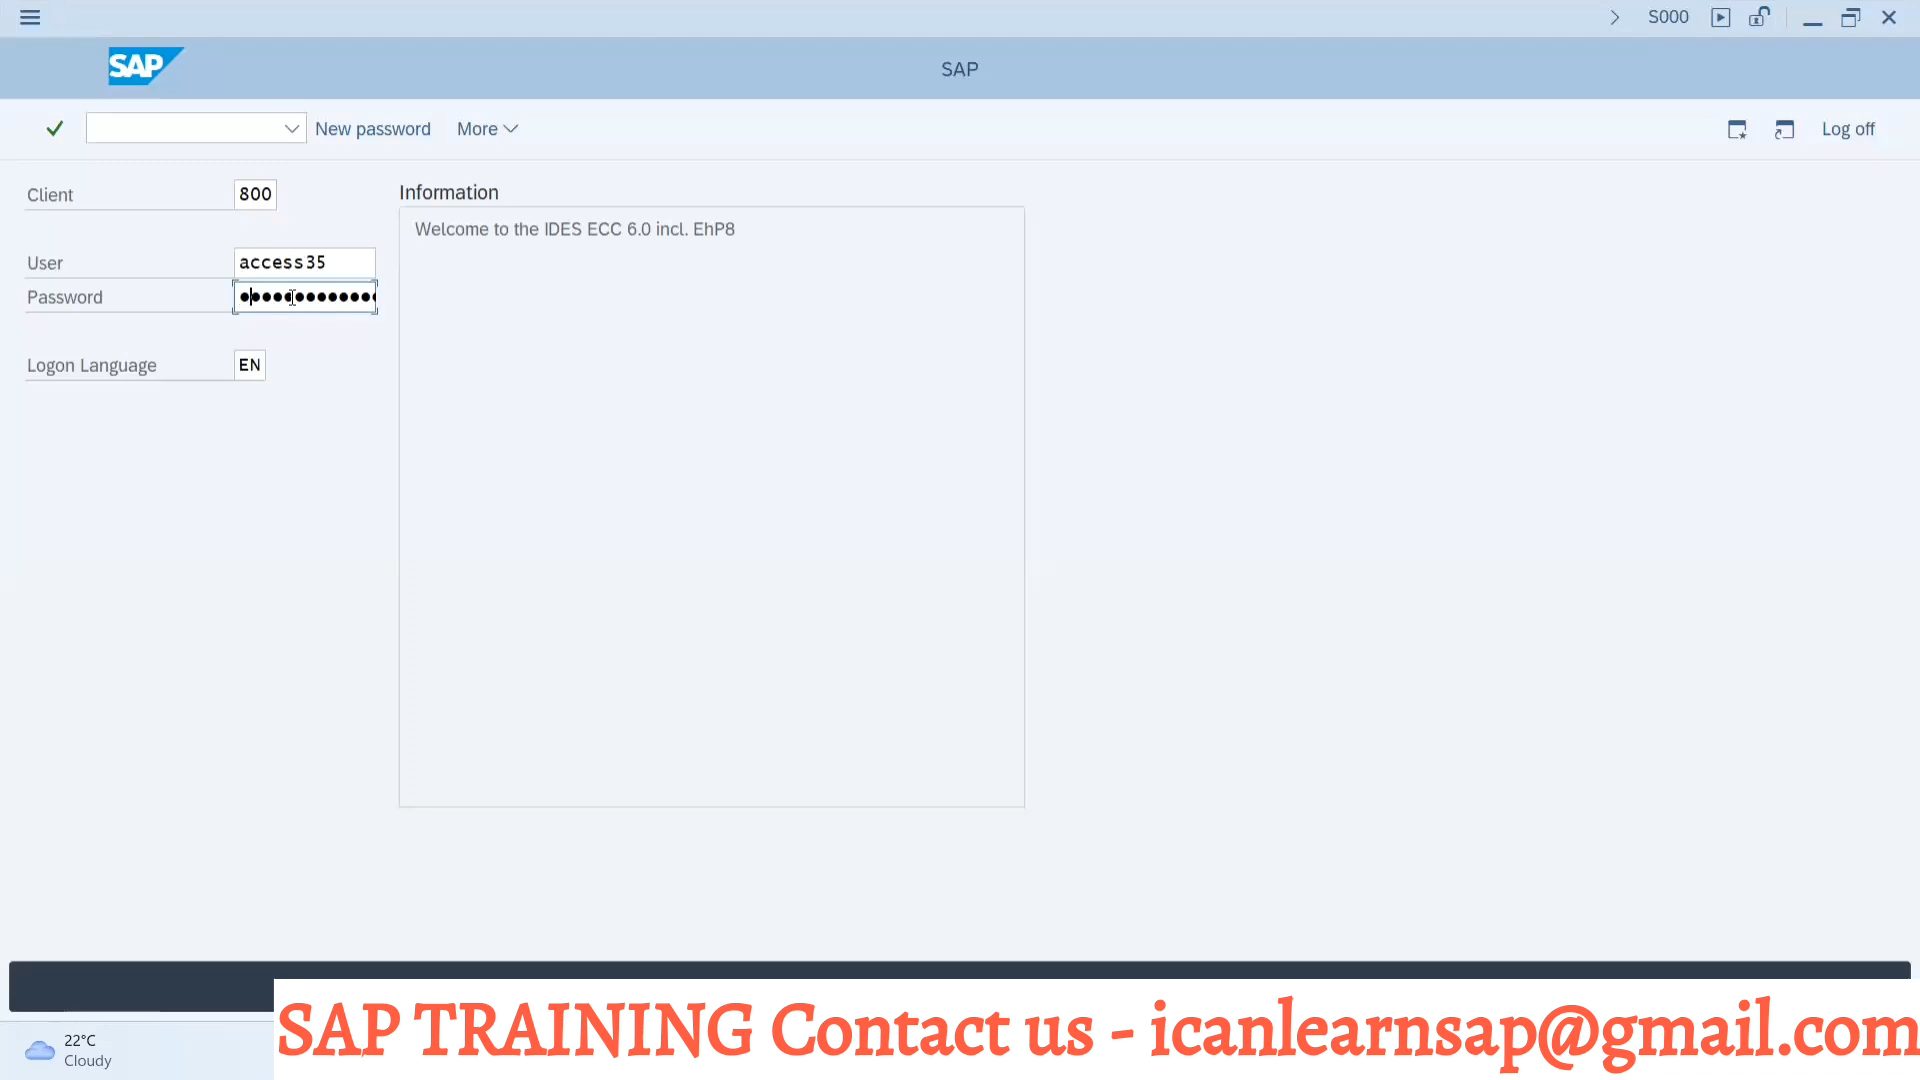 S000
SAP
SAP
New password
More
Log off
Client 800
Information
Welcome to the IDES ECC 6.0 incl. EhP8
User access35
Password
Logon Language EN
SAP TRAINING Contact us - icanlearnsap@gmail.com
22°C
Cloudy